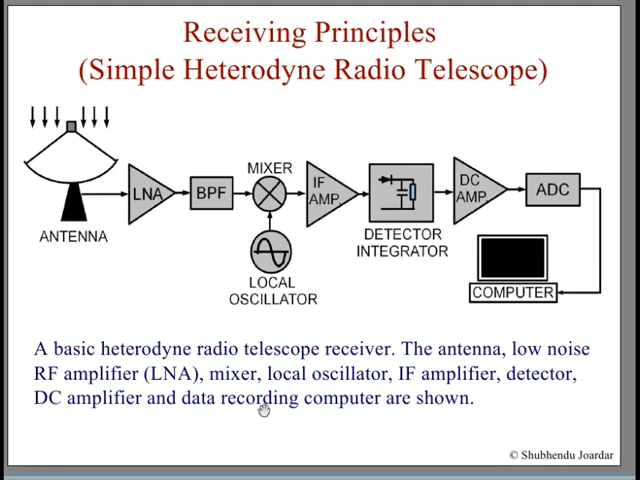 Receiving Principles
(Simple Heterodyne Radio Telescope)
ANTENNA
LNA
BPF
MIXER
LOCAL
OSCILLATOR
IF
AMP.
DETECTOR
INTEGRATOR
DC
AMP.
ADC
COMPUTER
A basic heterodyne radio telescope receiver. The antenna, low noise
RF amplifier (LNA), mixer, local oscillator, IF amplifier, detector,
DC amplifier and data recording computer are shown.
© Shubhendu Joardar